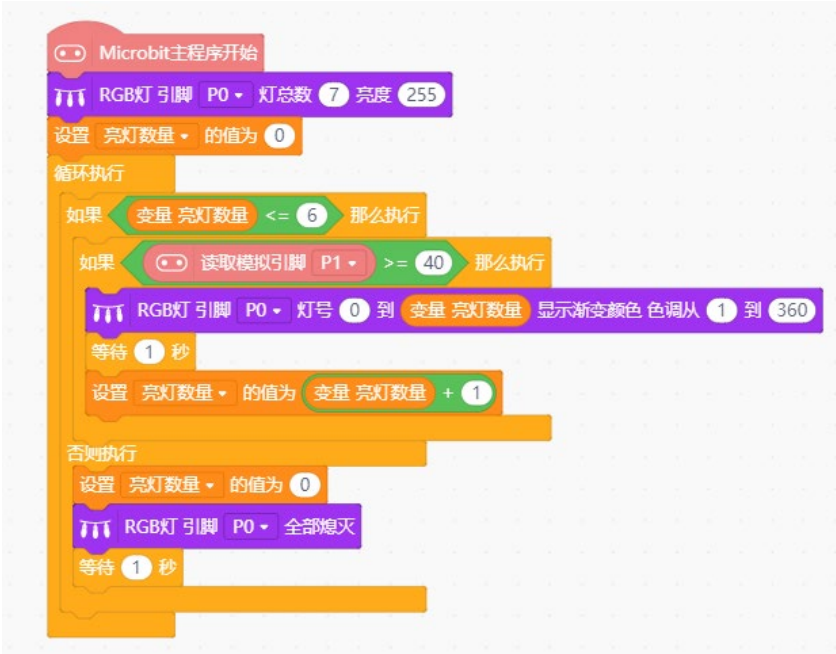 Microbit主程序开始
RGB灯 引脚 P0 灯总数 7 亮度 255
设置 亮灯数量 的值为 0
循环执行
如果 变量 亮灯数量 <= 6 那么执行
如果 读取模拟引脚 P1 >= 40 那么执行
RGB灯 引脚 P0 灯号 0 到 变量 亮灯数量 显示渐变颜色 色调从 1 到 360
等待 1 秒
设置 亮灯数量 的值为 变量 亮灯数量 + 1
否则执行
设置 亮灯数量 的值为 0
RGB灯 引脚 P0 全部熄灭
等待 1 秒